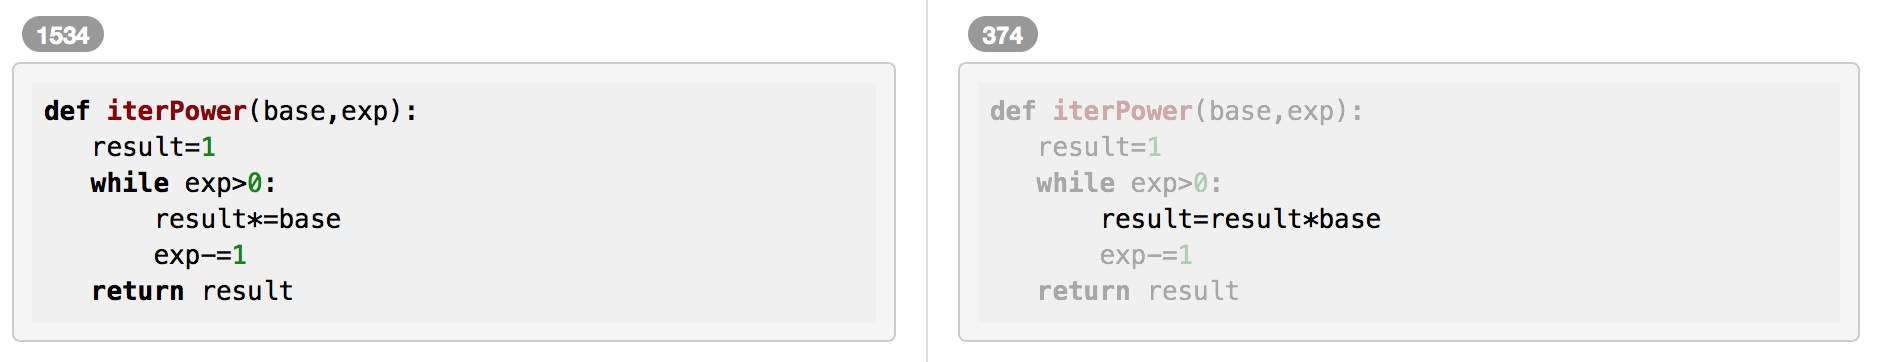 1534
def iterPower(base,exp):
   result=1
   while exp>0:
       result*=base
       exp-=1
   return result
374
def iterPower(base,exp):
   result=1
   while exp>0:
       result=result*base
       exp-=1
   return result